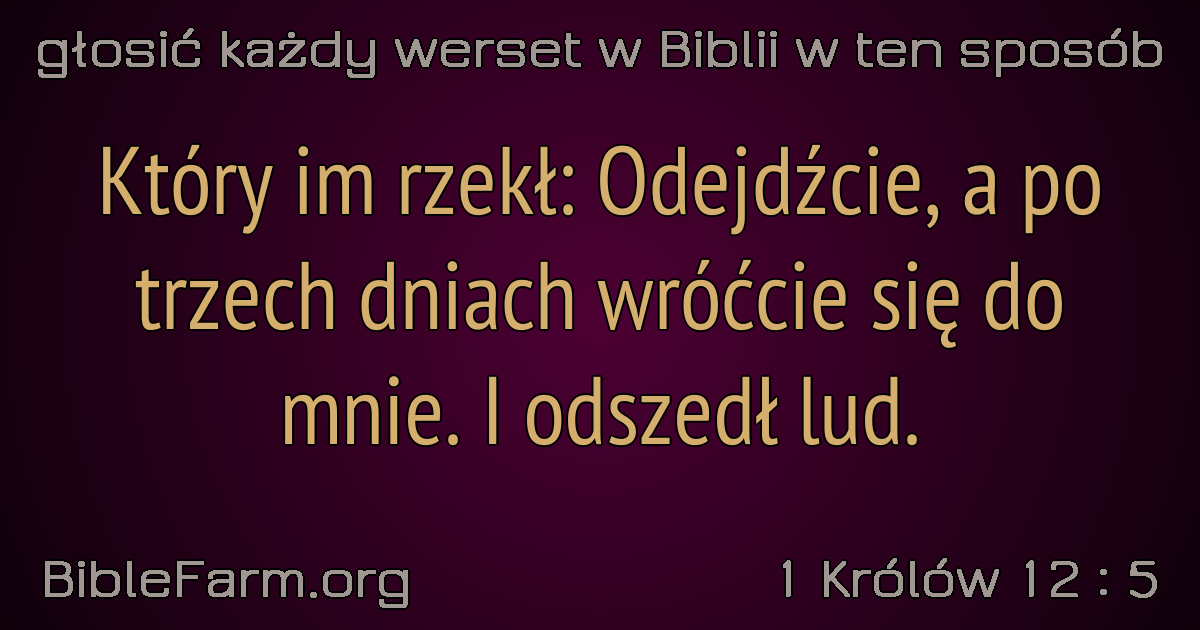 głosić każdy werset w Biblii w ten sposób
Który im rzekł: Odejdźcie, a po
trzech dniach wróćcie się do
mnie. I odszedł lud.
BibleFarm.org
1 Królów 12 : 5